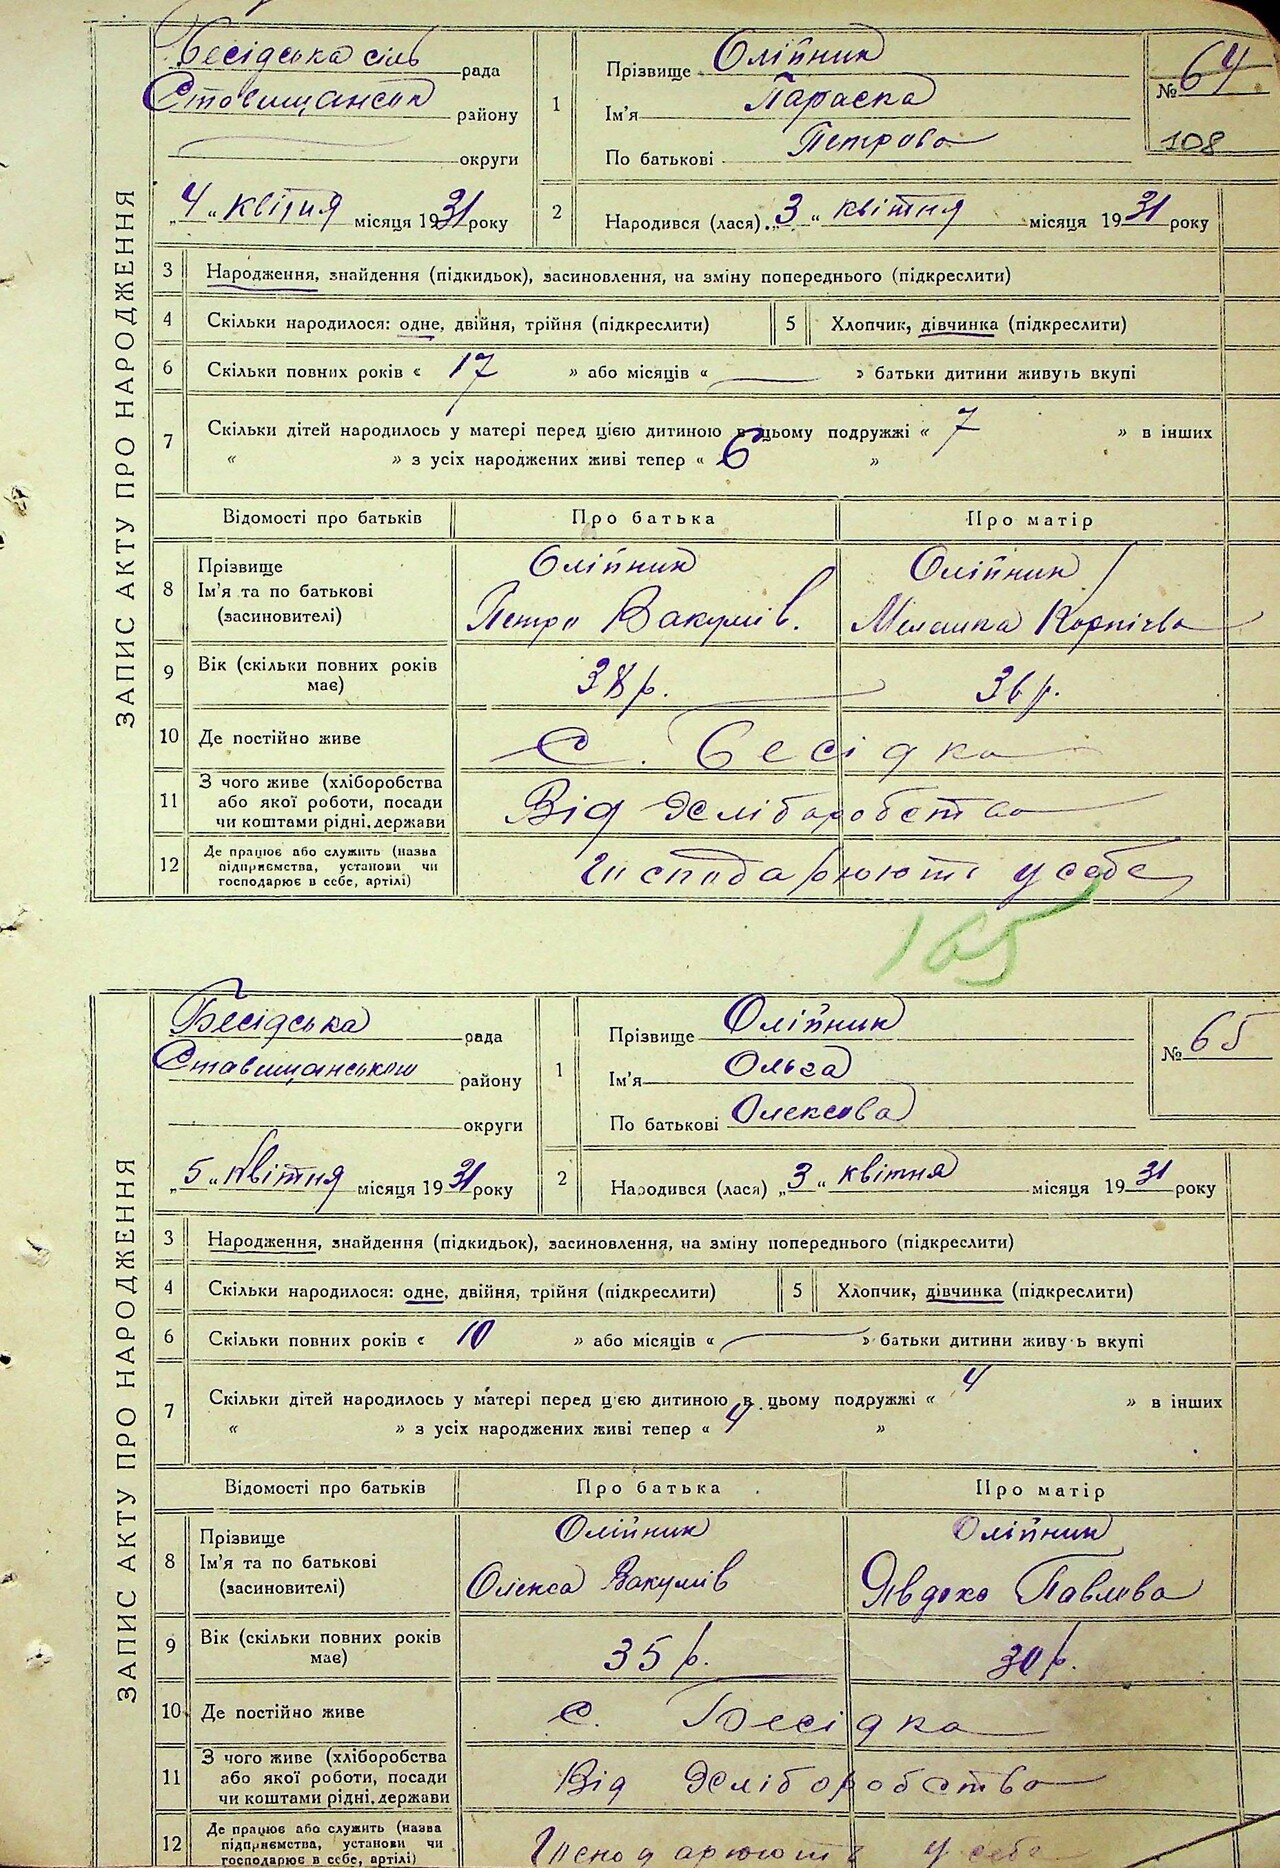 ЗАПИС АКТУ ПРО НАРОДЖЕННЯ
Бесідська сіль рада
Ставищанськ району
округи
„4“ квітня місяця 1931 року
1 Прізвище Олійник
Ім'я Параска
По батькові Петрова
№ 64
108
2 Народився (лася) „3“ квітня місяця 1931 року
3 Народження, знайдення (підкидьок), засиновлення, на зміну попереднього (підкреслити)
4 Скільки народилося: одне, двійня, трійня (підкреслити) 5 Хлопчик, дівчинка (підкреслити)
6 Скільки повних років « 17 » або місяців « — » батьки дитини живуть вкупі
7 Скільки дітей народилось у матері перед цією дитиною в цьому подружжі « 7 » в інших
« » з усіх народжених живі тепер « 6 »
Відомості про батьків Про батька Про матір
8 Прізвище Ім'я та по батькові (засиновителі) Олійник Олійник
Петро Вакулів. Меланка Корнієва
9 Вік (скільки повних років має) 38 р. 36 р.
10 Де постійно живе С. Бесідка
11 З чого живе (хліборобства або якої роботи, посади чи коштами рідні, держави Від хліборобства
12 Де працює або служить (назва підприємства, установи чи господарює в себе, артілі) Господарюють у себе
165
ЗАПИС АКТУ ПРО НАРОДЖЕННЯ
Бесідська рада
Ставищанського району
округи
„5“ квітня місяця 1931 року
1 Прізвище Олійник
Ім'я Ольга
По батькові Олексова
№ 65
2 Народився (лася) „3“ квітня місяця 1931 року
3 Народження, знайдення (підкидьок), засиновлення, на зміну попереднього (підкреслити)
4 Скільки народилося: одне, двійня, трійня (підкреслити) 5 Хлопчик, дівчинка (підкреслити)
6 Скільки повних років « 10 » або місяців « — » батьки дитини живуть вкупі
7 Скільки дітей народилось у матері перед цією дитиною в цьому подружжі « 4 » в інших
« » з усіх народжених живі тепер « 4 »
Відомості про батьків Про батька Про матір
8 Прізвище Ім'я та по батькові (засиновителі) Олійник Олійник
Олекса Вакулів Явдоха Павлова
9 Вік (скільки повних років має) 35 р. 30 р.
10 Де постійно живе С. Бесідка
11 З чого живе (хліборобства або якої роботи, посади чи коштами рідні, держави Від хліборобства
12 Де працює або служить (назва підприємства, установи чи господарює в себе, артілі) Господарюють у себе